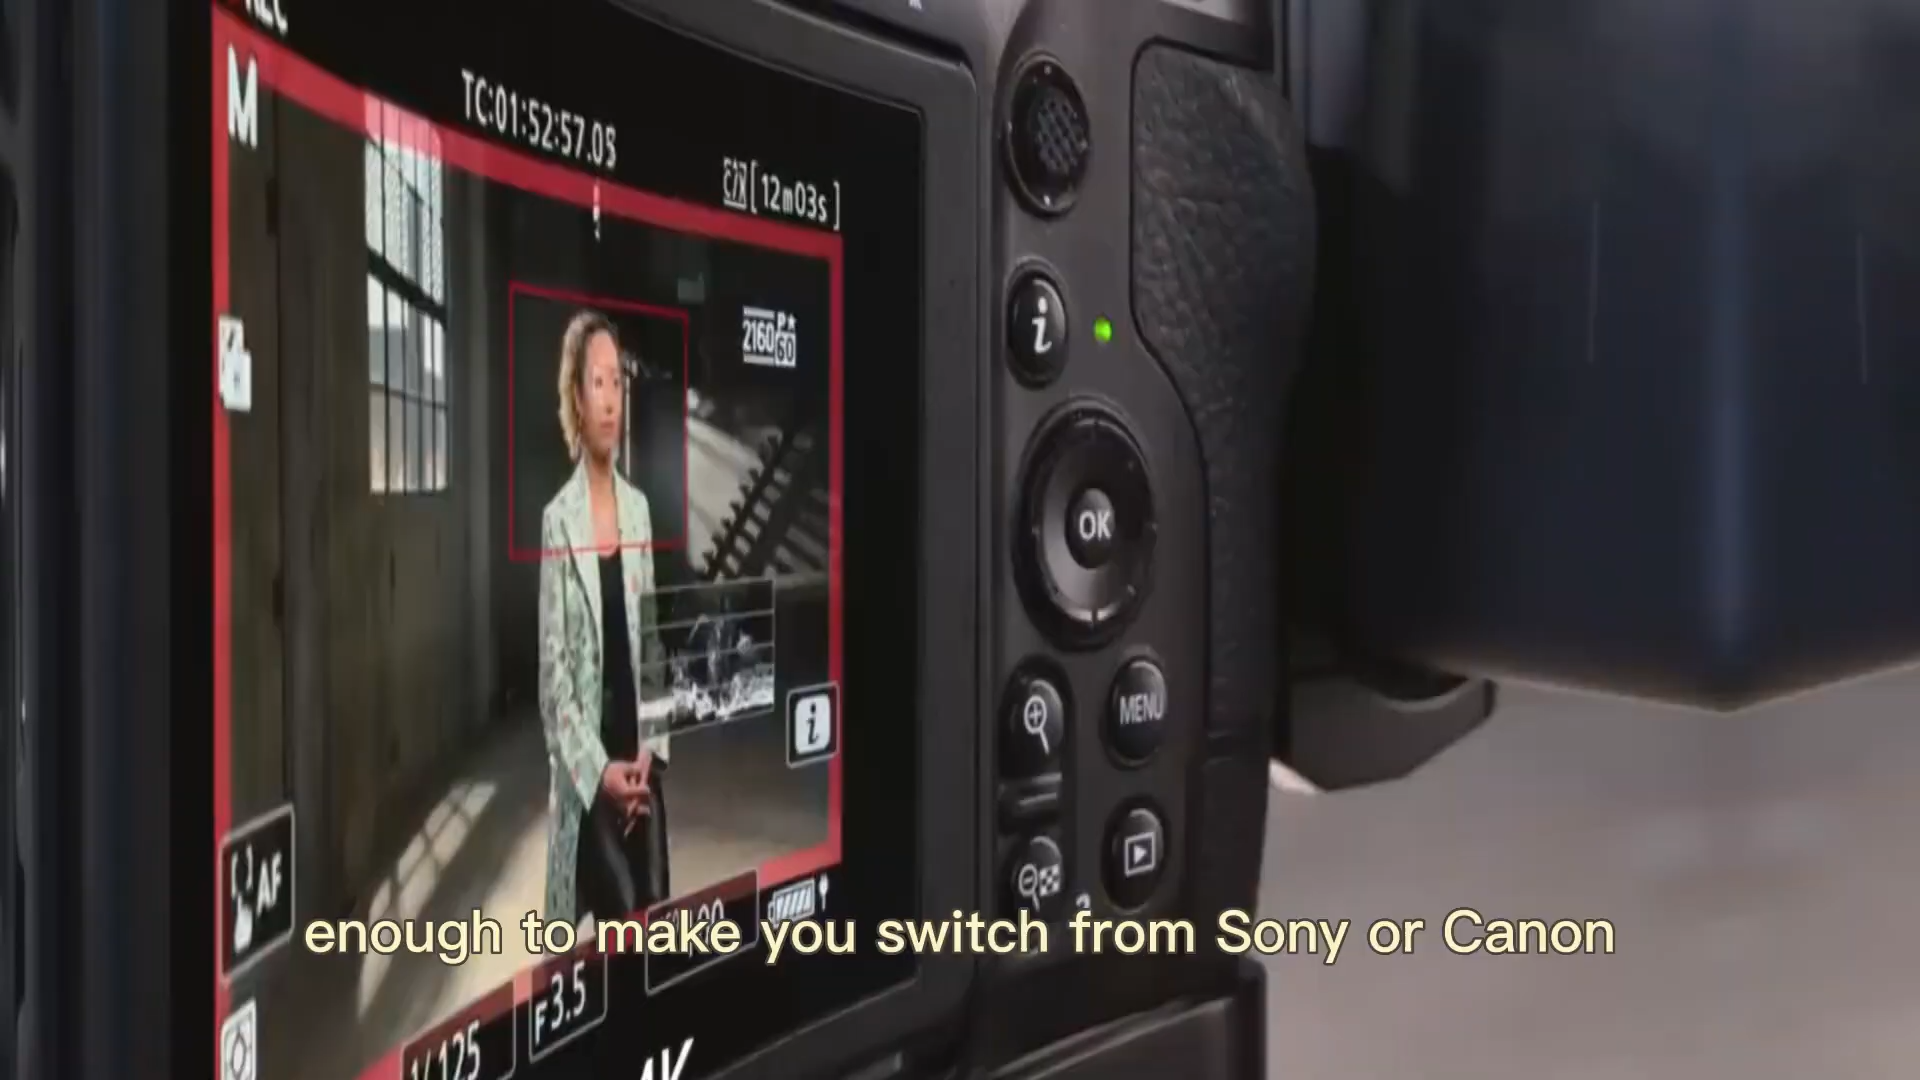 REC
M
TC:01:52:57.05
C/X [12m03s]
2160 P★ 60
i
OK
MENU
i
AF
enough to make you switch from Sony or Canon
F3.5
1/125